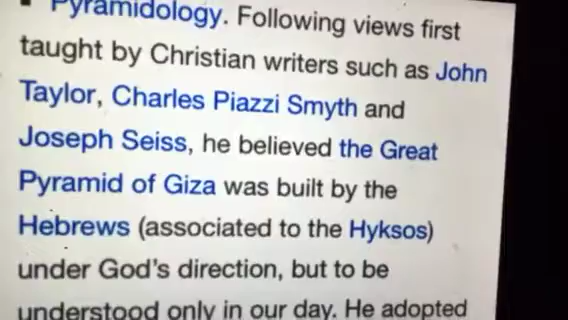 ▪ Pyramidology. Following views first
taught by Christian writers such as John
Taylor, Charles Piazzi Smyth and
Joseph Seiss, he believed the Great
Pyramid of Giza was built by the
Hebrews (associated to the Hyksos)
under God's direction, but to be
understood only in our day. He adopted